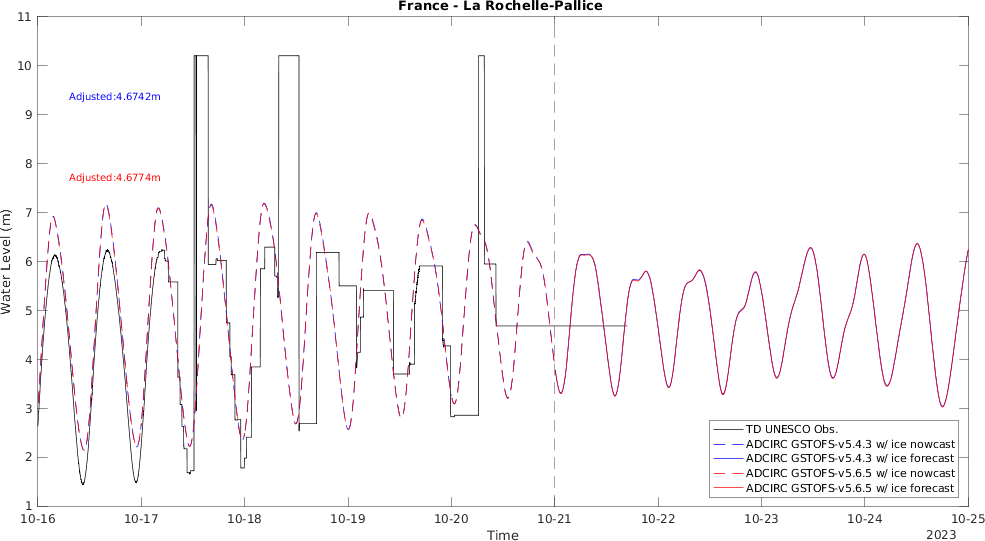 France - La Rochelle-Pallice
11
10
9
8
7
6
5
4
3
2
1
Water Level (m)
Adjusted:4.6742m
Adjusted:4.6774m
TD UNESCO Obs.
ADCIRC GSTOFS-v5.4.3 w/ ice nowcast
ADCIRC GSTOFS-v5.4.3 w/ ice forecast
ADCIRC GSTOFS-v5.6.5 w/ ice nowcast
ADCIRC GSTOFS-v5.6.5 w/ ice forecast
10-16 10-17 10-18 10-19 10-20 10-21 10-22 10-23 10-24 10-25
Time
2023